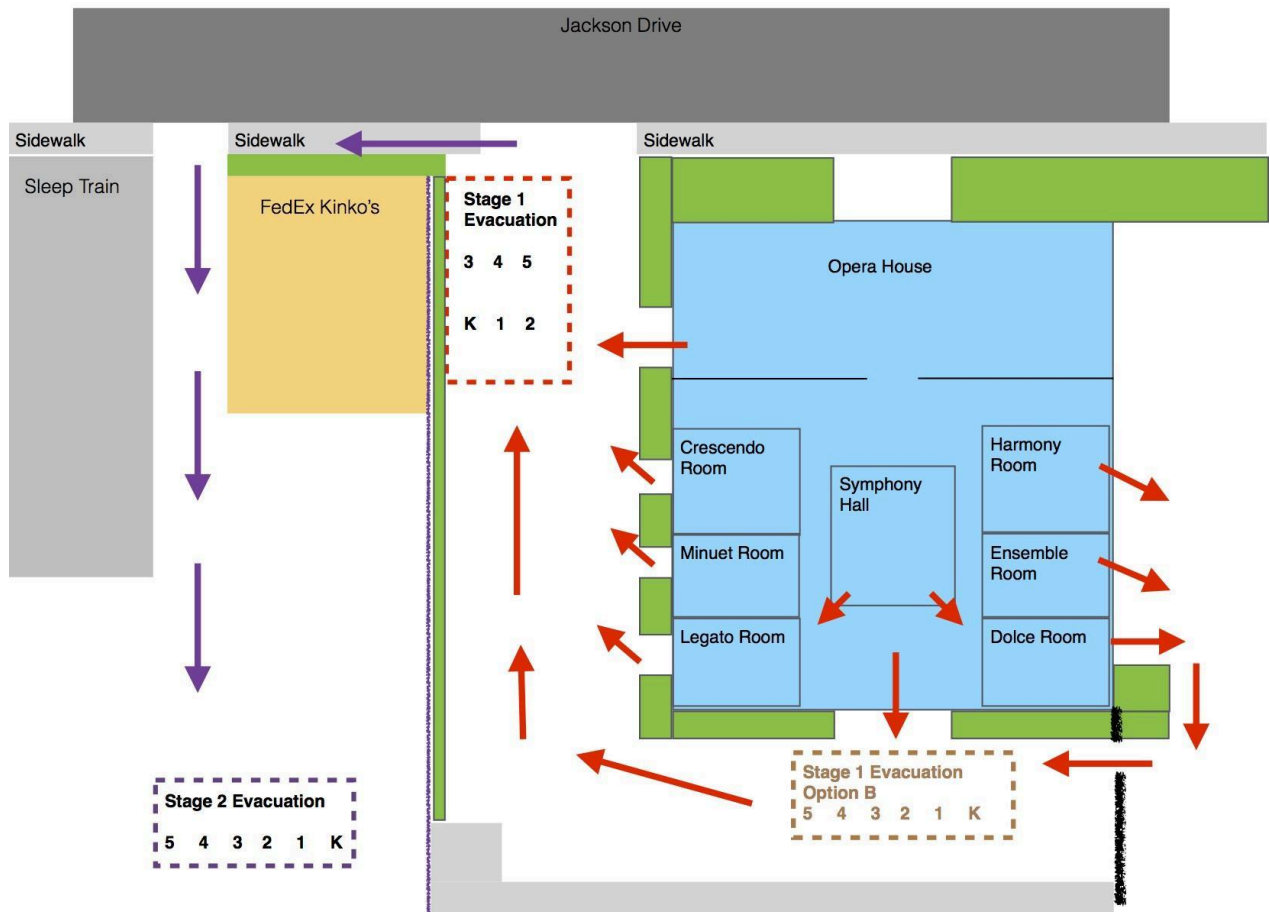 Jackson Drive
Sidewalk
Sidewalk
Sidewalk
Sleep Train
FedEx Kinko's
Stage 1
Evacuation
3 4 5
K 1 2
Opera House
Crescendo
Room
Harmony
Room
Symphony
Hall
Minuet Room
Ensemble
Room
Legato Room
Dolce Room
Stage 1 Evacuation
Option B
5 4 3 2 1 K
Stage 2 Evacuation
5 4 3 2 1 K